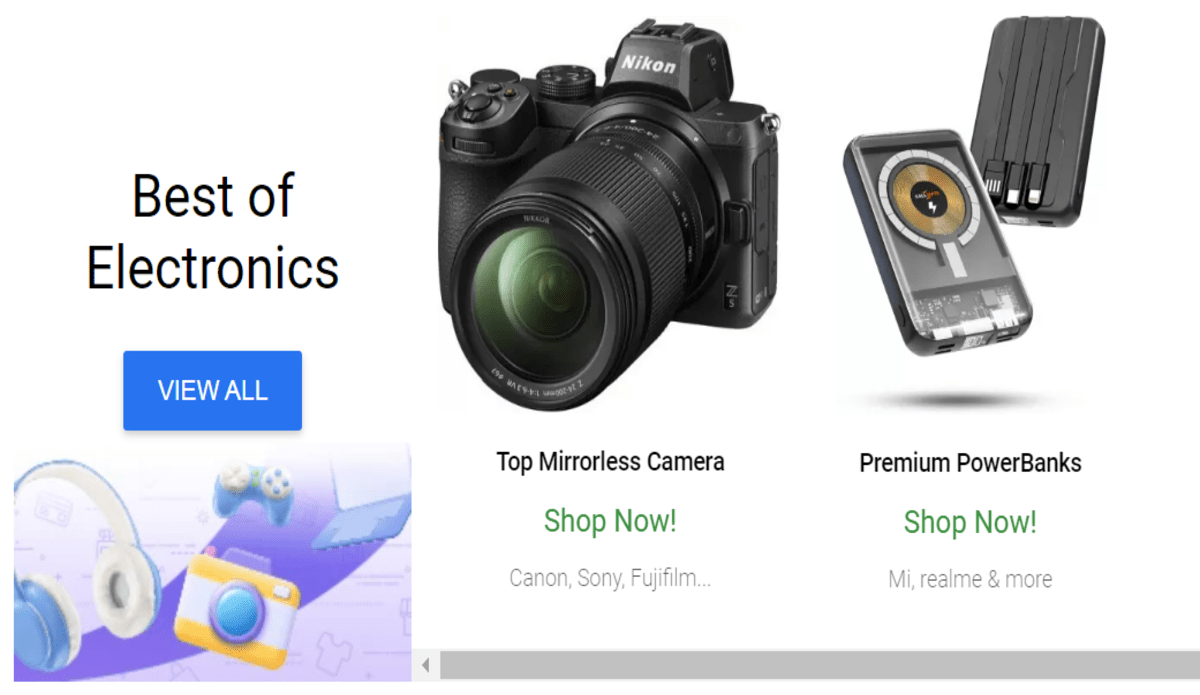 Best of
Electronics
VIEW ALL
Nikon
NIKKOR
Z 24-200mm 1:4-6.3 VR ø67
Z
5
Top Mirrorless Camera
Shop Now!
Canon, Sony, Fujifilm...
Premium PowerBanks
Shop Now!
Mi, realme & more